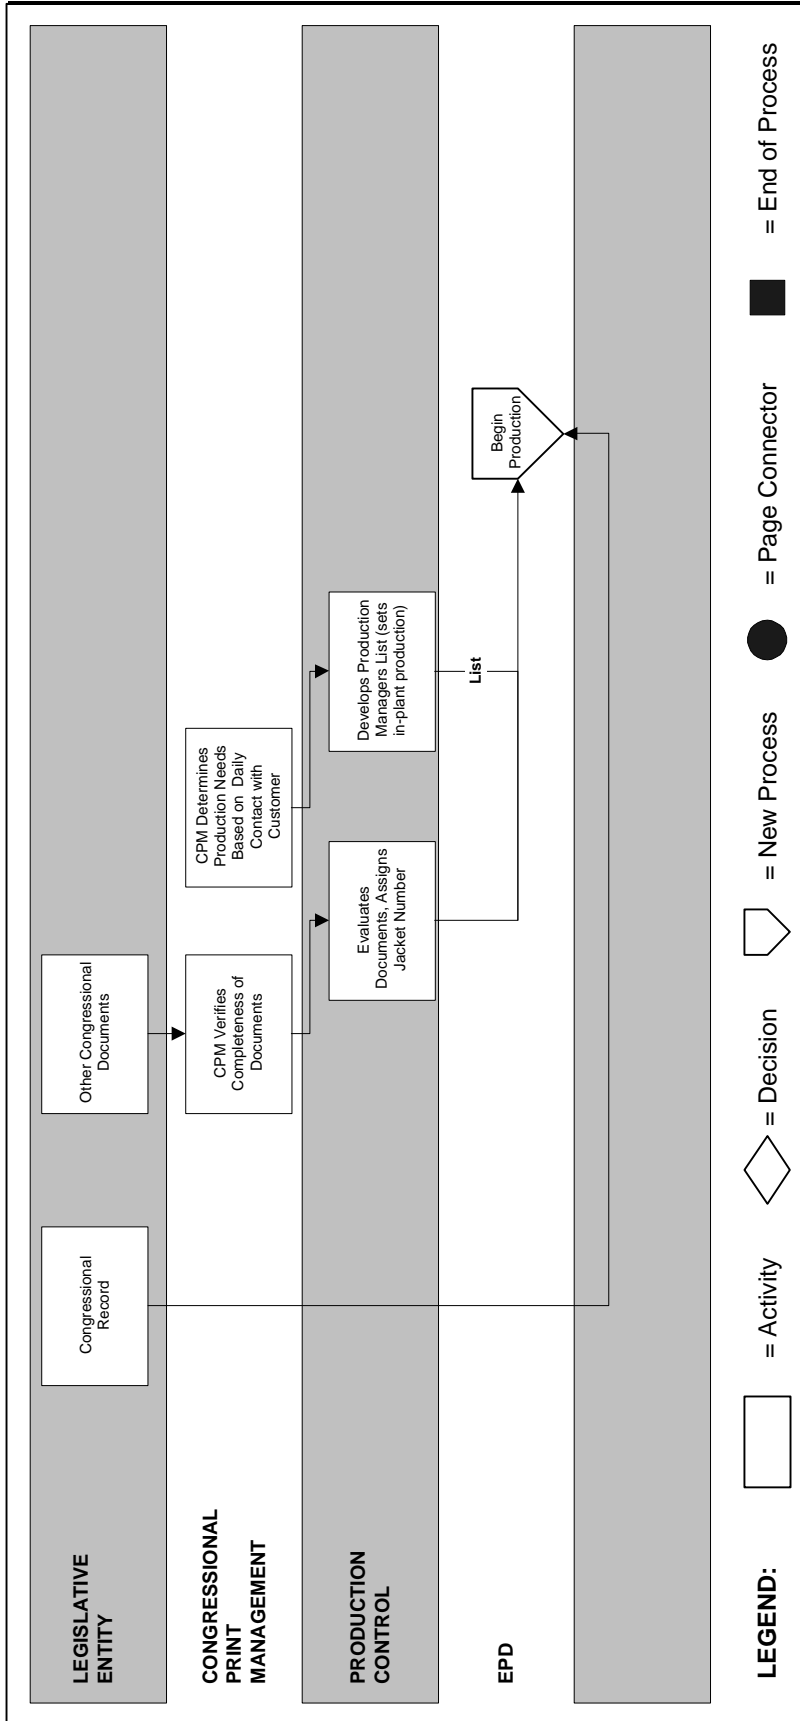 LEGISLATIVE
ENTITY
Congressional
Record
Other Congressional
Documents
CONGRESSIONAL
PRINT
MANAGEMENT
CPM Verifies
Completeness of
Documents
CPM Determines
Production Needs
Based on Daily
Contact with
Customer
PRODUCTION
CONTROL
Evaluates
Documents, Assigns
Jacket Number
Develops Production
Managers List (sets
in-plant production)
EPD
List
Begin
Production
LEGEND:
= Activity
= Decision
= New Process
= Page Connector
= End of Process